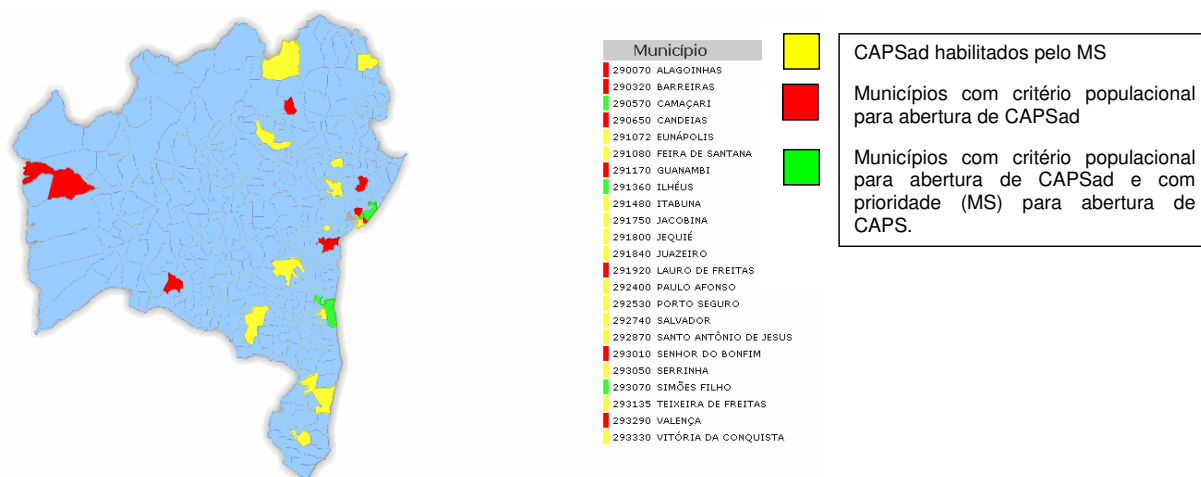 Município
290070 ALAGOINHAS
290320 BARREIRAS
290570 CAMAÇARI
290650 CANDEIAS
291072 EUNÁPOLIS
291080 FEIRA DE SANTANA
291170 GUANAMBI
291360 ILHÉUS
291480 ITABUNA
291750 JACOBINA
291800 JEQUIÉ
291840 JUAZEIRO
291920 LAURO DE FREITAS
292400 PAULO AFONSO
292530 PORTO SEGURO
292740 SALVADOR
292870 SANTO ANTÔNIO DE JESUS
293010 SENHOR DO BONFIM
293050 SERRINHA
293070 SIMÕES FILHO
293135 TEIXEIRA DE FREITAS
293290 VALENÇA
293330 VITÓRIA DA CONQUISTA
CAPSad habilitados pelo MS
Municípios com critério populacional
para abertura de CAPSad
Municípios com critério populacional
para abertura de CAPSad e com
prioridade (MS) para abertura de
CAPS.